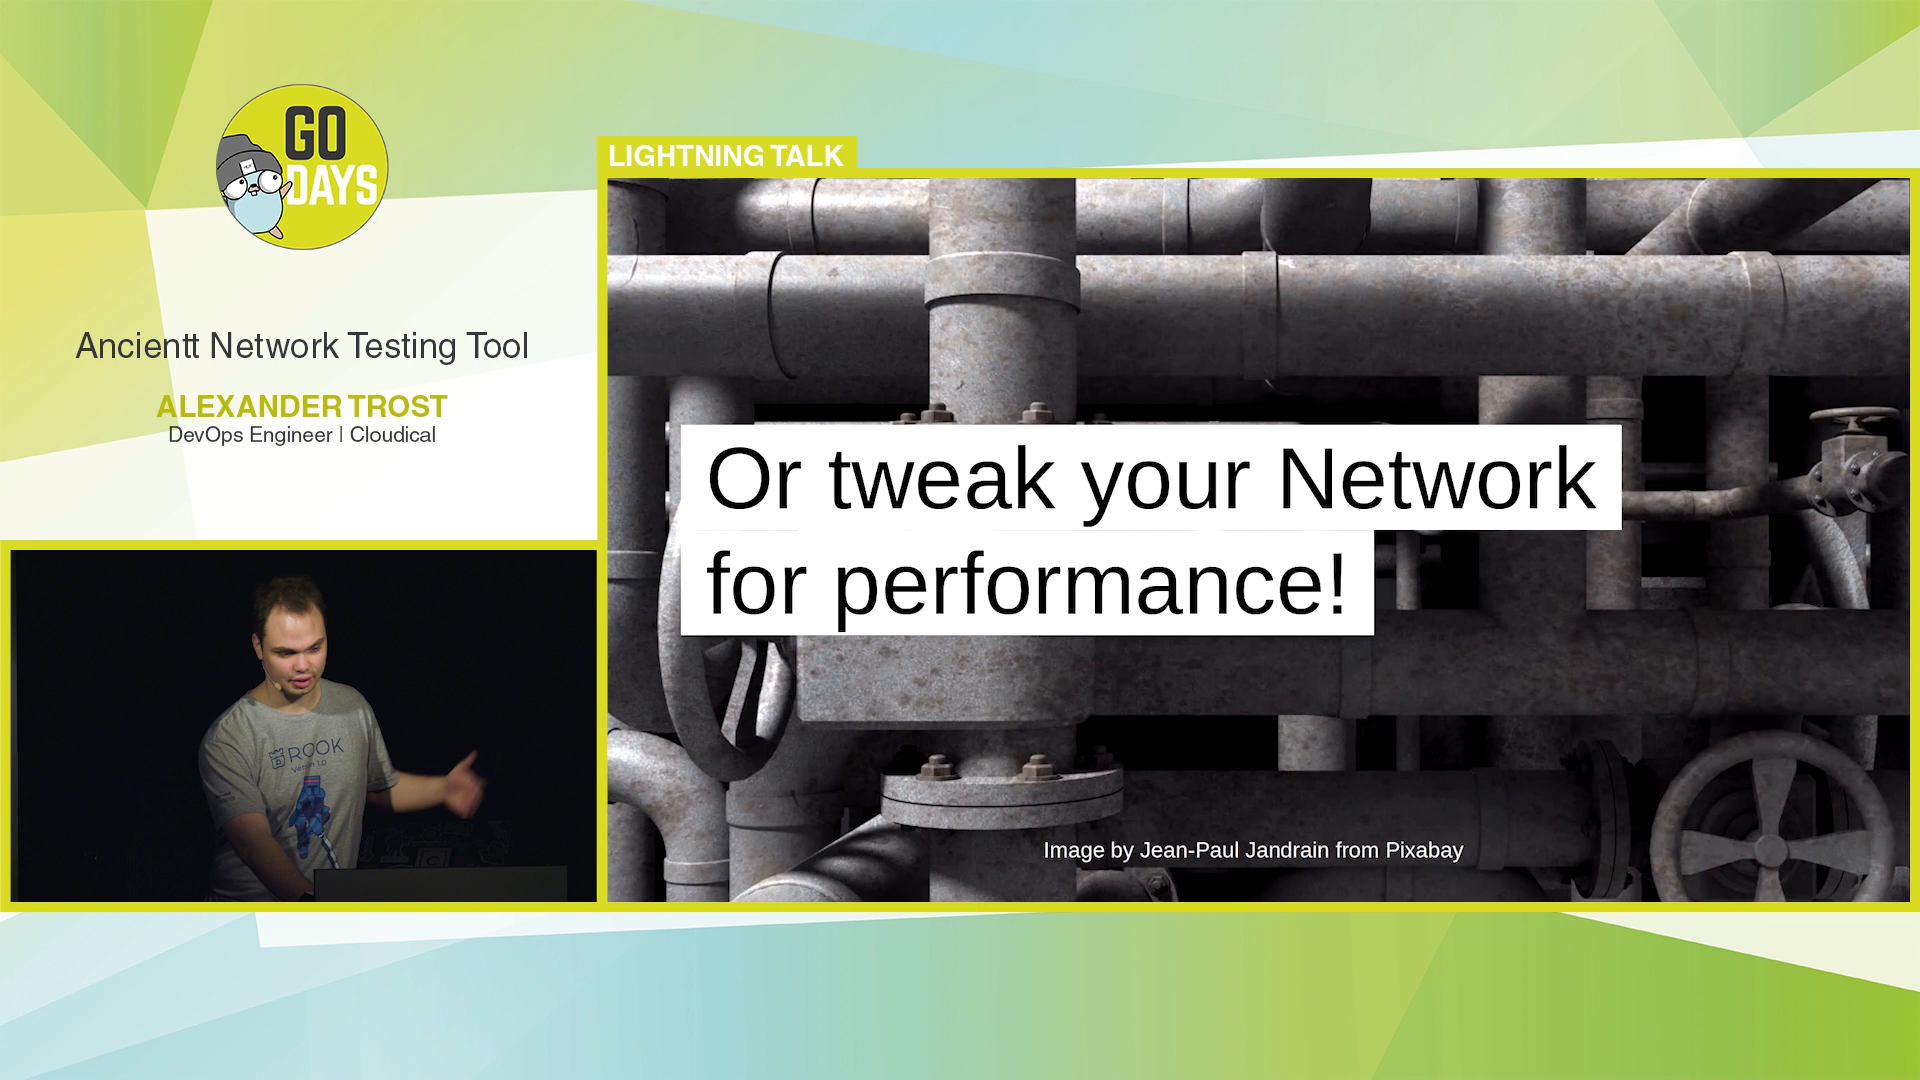 GO
DAYS
LIGHTNING TALK
Ancientt Network Testing Tool
ALEXANDER TROST
DevOps Engineer | Cloudical
Or tweak your Network
for performance!
ROOK
Image by Jean-Paul Jandrain from Pixabay